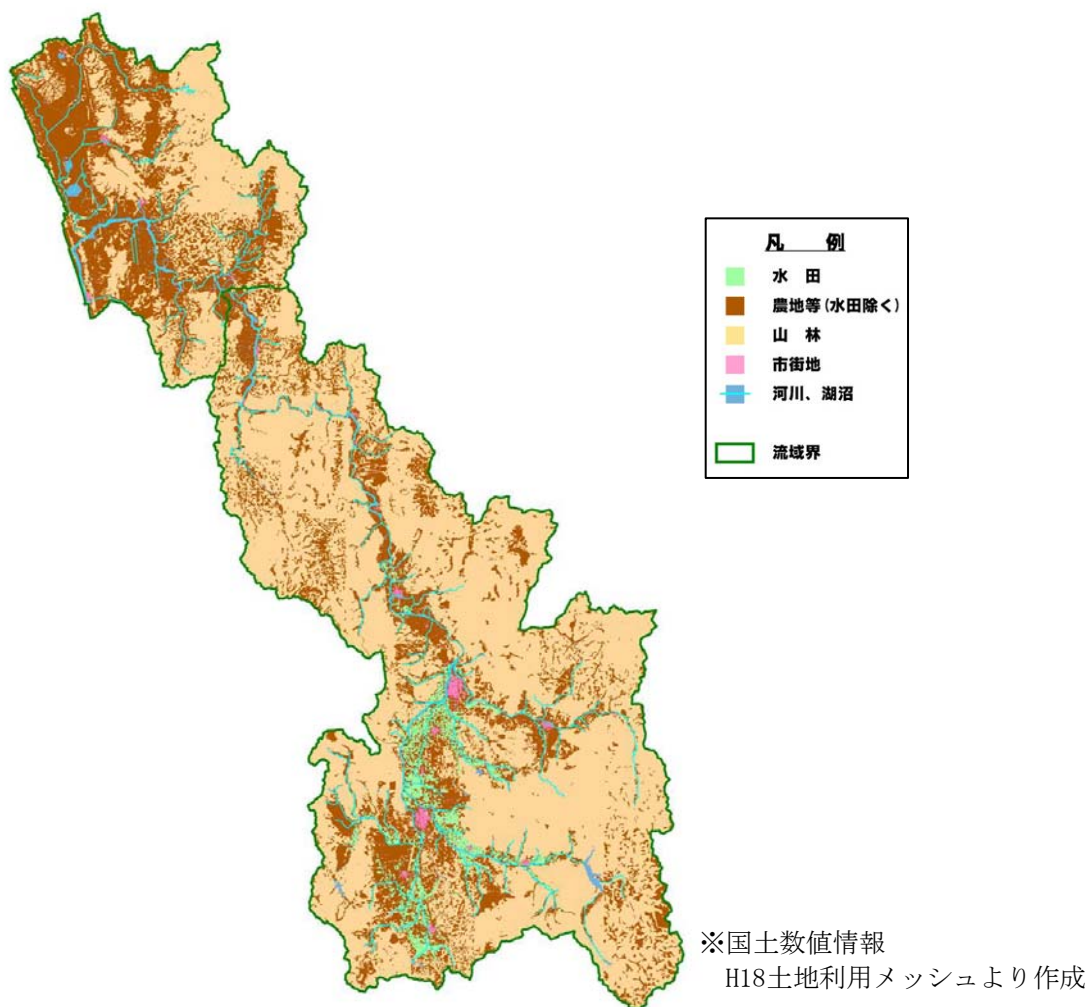 凡 例
水 田
農地等(水田除く)
山 林
市街地
河川、湖沼
流域界
※国土数値情報
H18土地利用メッシュより作成